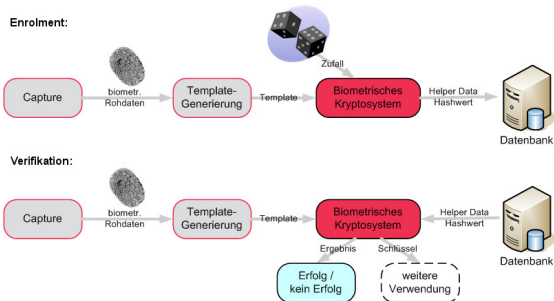 Enrolment:
Zufall
Capture
biometr.
Rohdaten
Template-
Generierung
Template
Biometrisches
Kryptosystem
Helper Data
Hashwert
Datenbank
Verifikation:
Capture
biometr.
Rohdaten
Template-
Generierung
Template
Biometrisches
Kryptosystem
Helper Data
Hashwert
Datenbank
Ergebnis
Schlüssel
Erfolg /
kein Erfolg
weitere
Verwendung